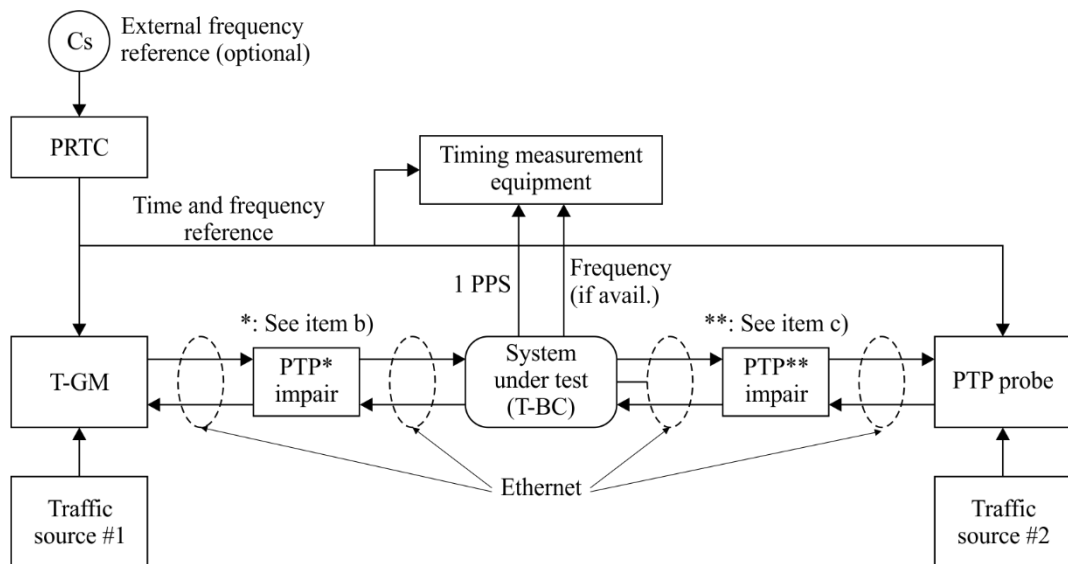 Cs
External frequency
reference (optional)
PRTC
Timing measurement
equipment
Time and frequency
reference
1 PPS
Frequency
(if avail.)
*: See item b)
**: See item c)
T-GM
PTP*
impair
System
under test
(T-BC)
PTP**
impair
PTP probe
Ethernet
Traffic
source #1
Traffic
source #2